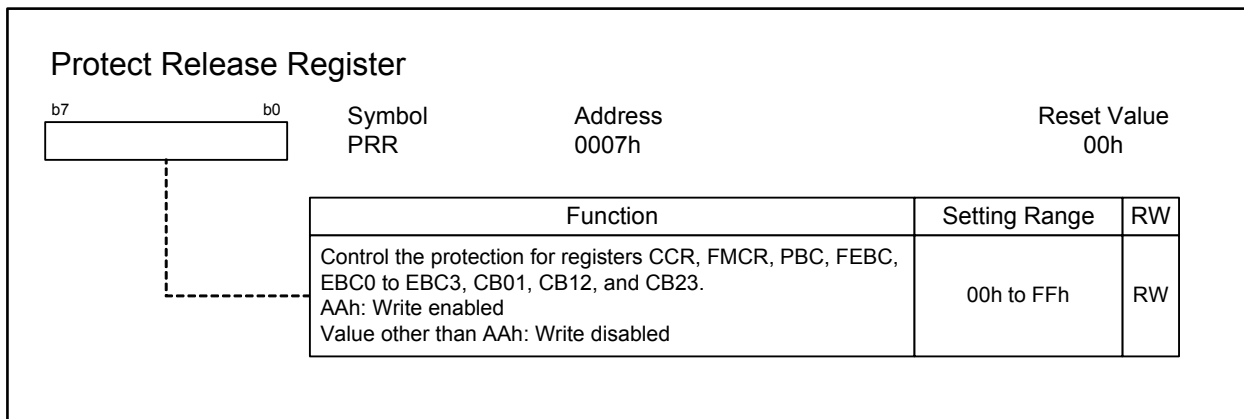 Protect Release Register
b7 b0
Symbol Address Reset Value
PRR 0007h 00h
Function Setting Range RW
Control the protection for registers CCR, FMCR, PBC, FEBC,
EBC0 to EBC3, CB01, CB12, and CB23.
AAh: Write enabled
Value other than AAh: Write disabled
00h to FFh RW